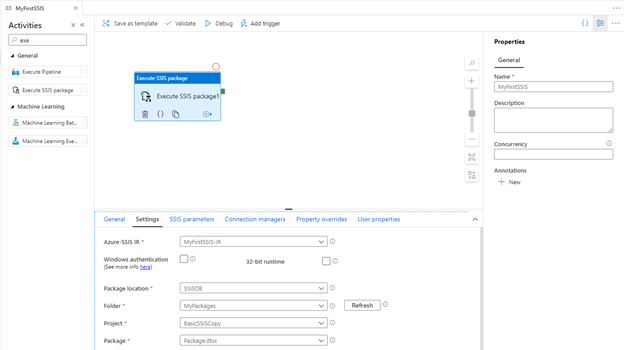 MyFirstSSIS
Activities
exe
General
Execute Pipeline
Execute SSIS package
Machine Learning
Machine Learning Bat...
Machine Learning Exe...
Save as template
Validate
Debug
Add trigger
Execute SSIS package
Execute SSIS package1
General
Settings
SSIS parameters
Connection managers
Property overrides
User properties
Azure-SSIS IR *
MyFirstSSIS-IR
Windows authentication
(See more info here)
32-bit runtime
Package location *
SSISDB
Folder *
MyPackages
Refresh
Project *
BasicSSISCopy
Package *
Package.dtsx
Properties
General
Name *
MyFirstSSIS
Description
Concurrency
Annotations
New